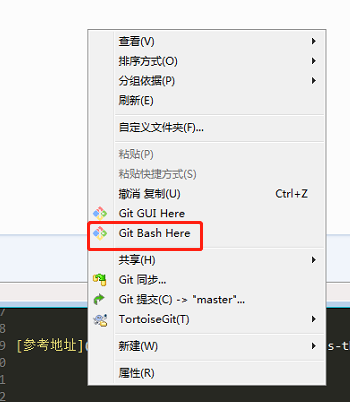 查看(V)
排序方式(O)
分组依据(P)
刷新(E)
自定义文件夹(F)...
粘贴(P)
粘贴快捷方式(S)
撤消 复制(U) Ctrl+Z
Git GUI Here
Git Bash Here
共享(H)
Git 同步...
Git 提交(C) -> "master"...
TortoiseGit(T)
7
8
9 [参考地址] s-t
0
新建(W)
1
属性(R)
2